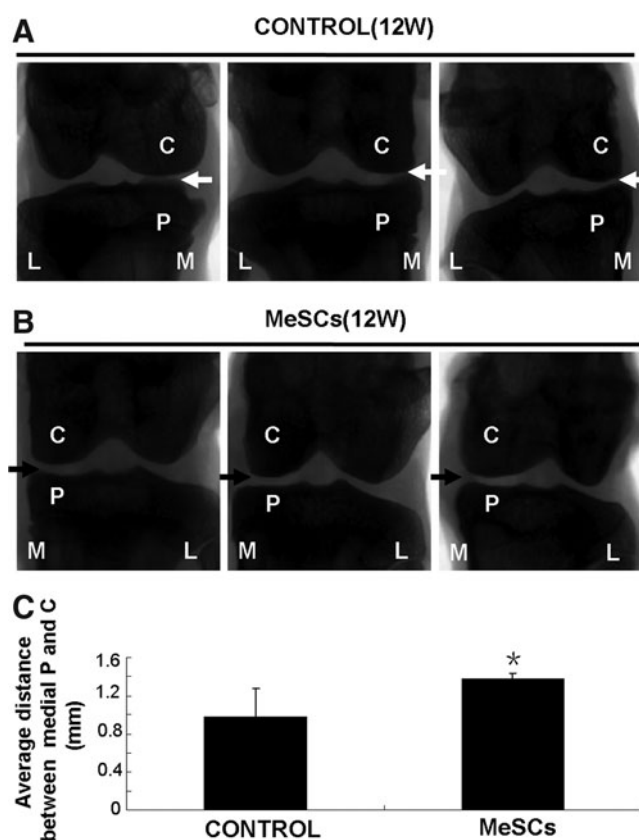 A
CONTROL(12W)
C C C
P P P
L M L M L M
B
MeSCs(12W)
C C C
P P P
M L M L M L
C
Average distance
between medial P and C
(mm)
1.6
1.2
0.8
0.4
0
*
CONTROL MeSCs